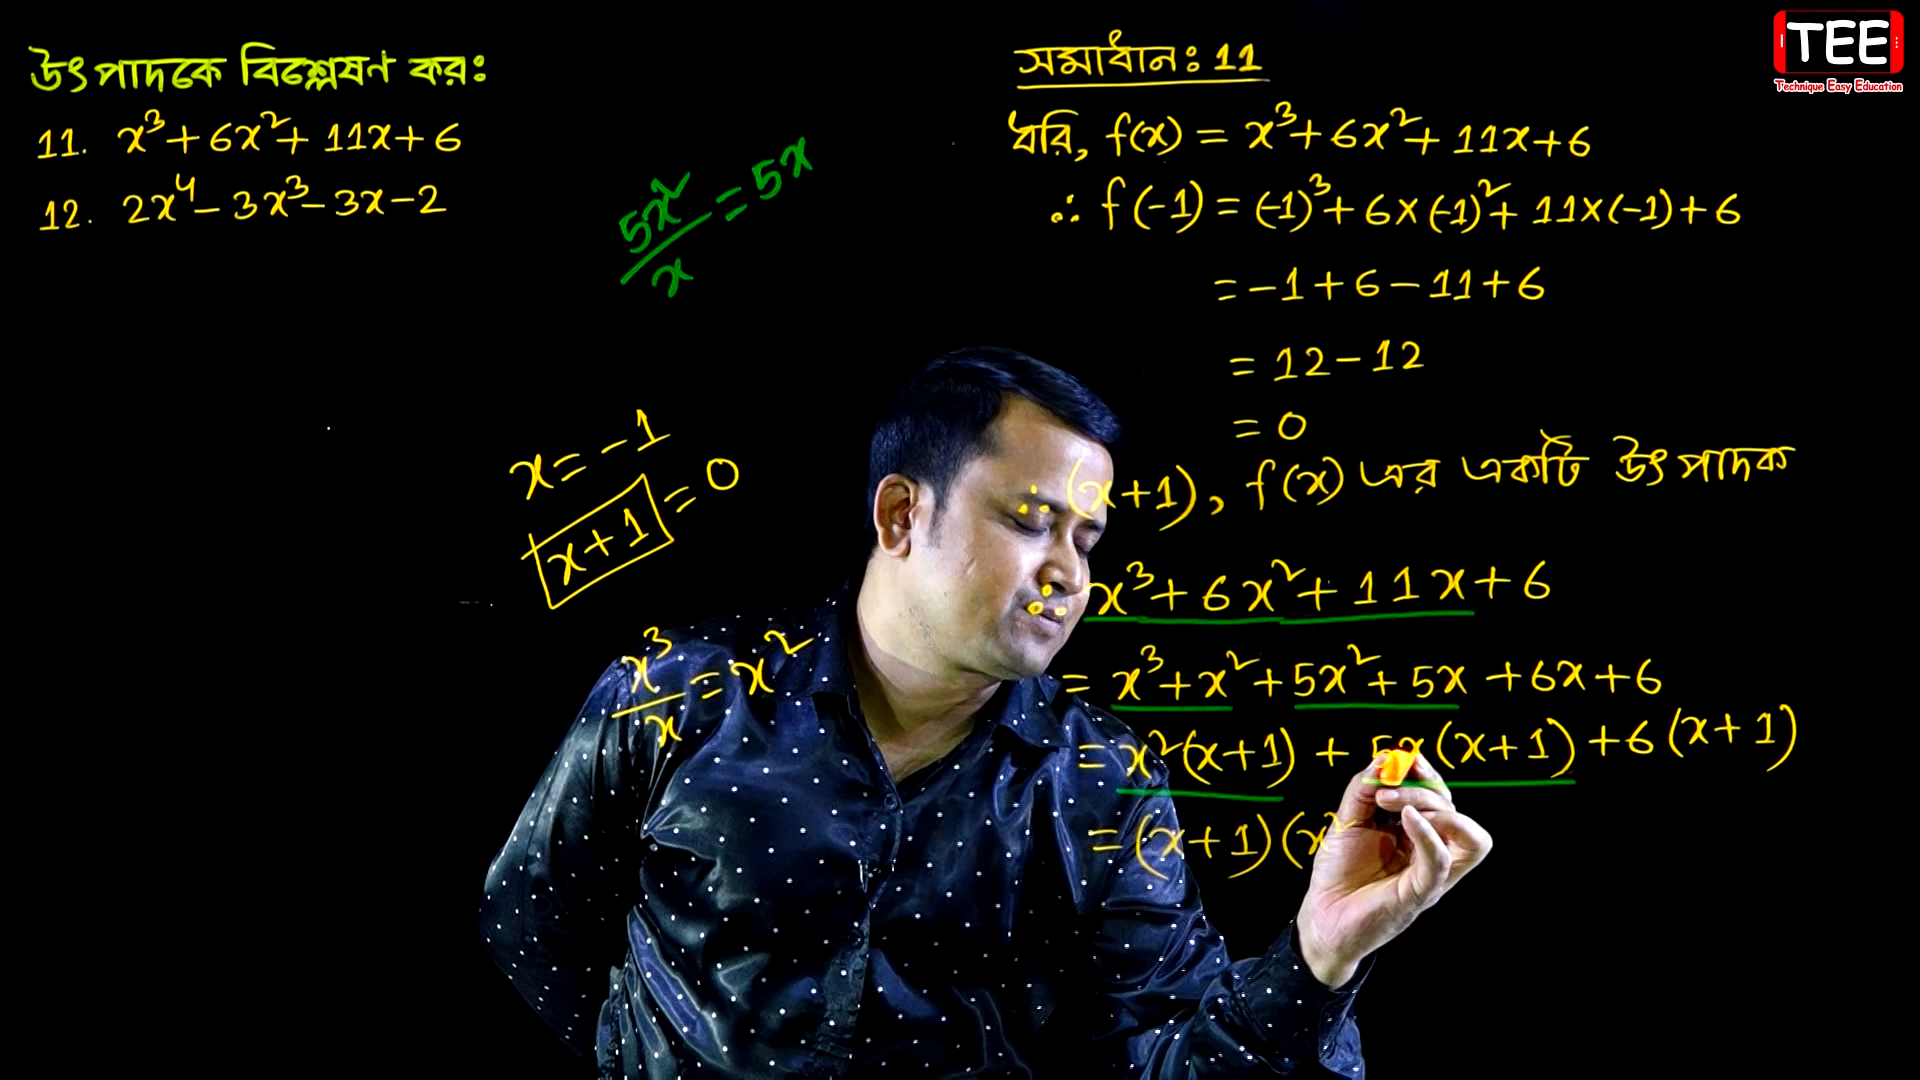 উৎপাদকে বিশ্লেষণ করঃ
11. x³ + 6x² + 11x + 6
12. 2x⁴ - 3x³ - 3x - 2
5x²/x = 5x
x = -1
x + 1 = 0
x³/x = x²
সমাধানঃ 11
ধরি, f(x) = x³ + 6x² + 11x + 6
∴ f(-1) = (-1)³ + 6 × (-1)² + 11 × (-1) + 6
= -1 + 6 - 11 + 6
= 12 - 12
= 0
∴ (x+1), f(x) এর একটি উৎপাদক
∴ x³ + 6x² + 11x + 6
= x³ + x² + 5x² + 5x + 6x + 6
= x²(x+1) + 5x(x+1) + 6(x+1)
= (x+1)(x²
TEE
Technique Easy Education